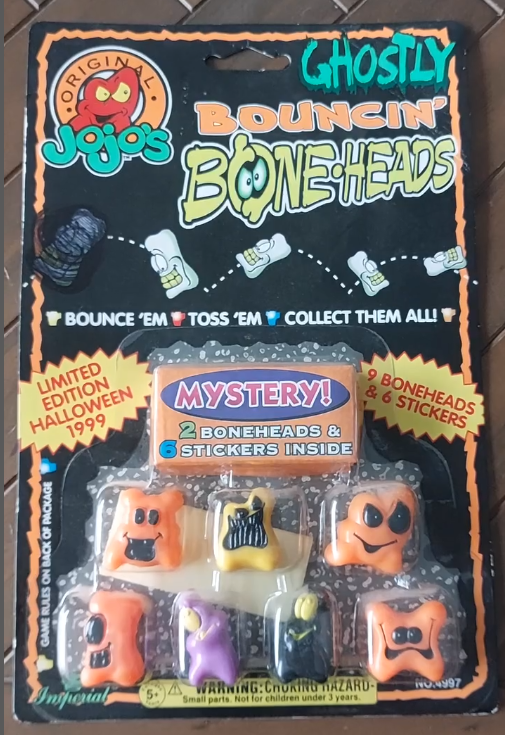 ORIGINAL
JoJo's
GHOSTLY
BOUNCIN'
BONE•HEADS
BOUNCE 'EM TOSS 'EM COLLECT THEM ALL!
LIMITED
EDITION
HALLOWEEN
1999
MYSTERY!
2 BONEHEADS &
6 STICKERS INSIDE
9 BONEHEADS
& 6 STICKERS
GAME RULES ON BACK OF PACKAGE
Imperial
5+
WARNING: CHOKING HAZARD-
Small parts. Not for children under 3 years.
NO.4997